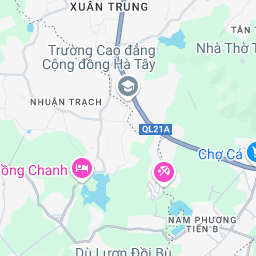 XUÂN TRUNG
TÂN
Trường Cao đẳng
Cộng đồng Hà Tây
Nhà Thờ T
NHUẬN TRẠCH
QL21A
Chợ Cá
ồng Chanh
NAM PHƯƠNG
TIẾN B
Dù Lượn Đồi Bù